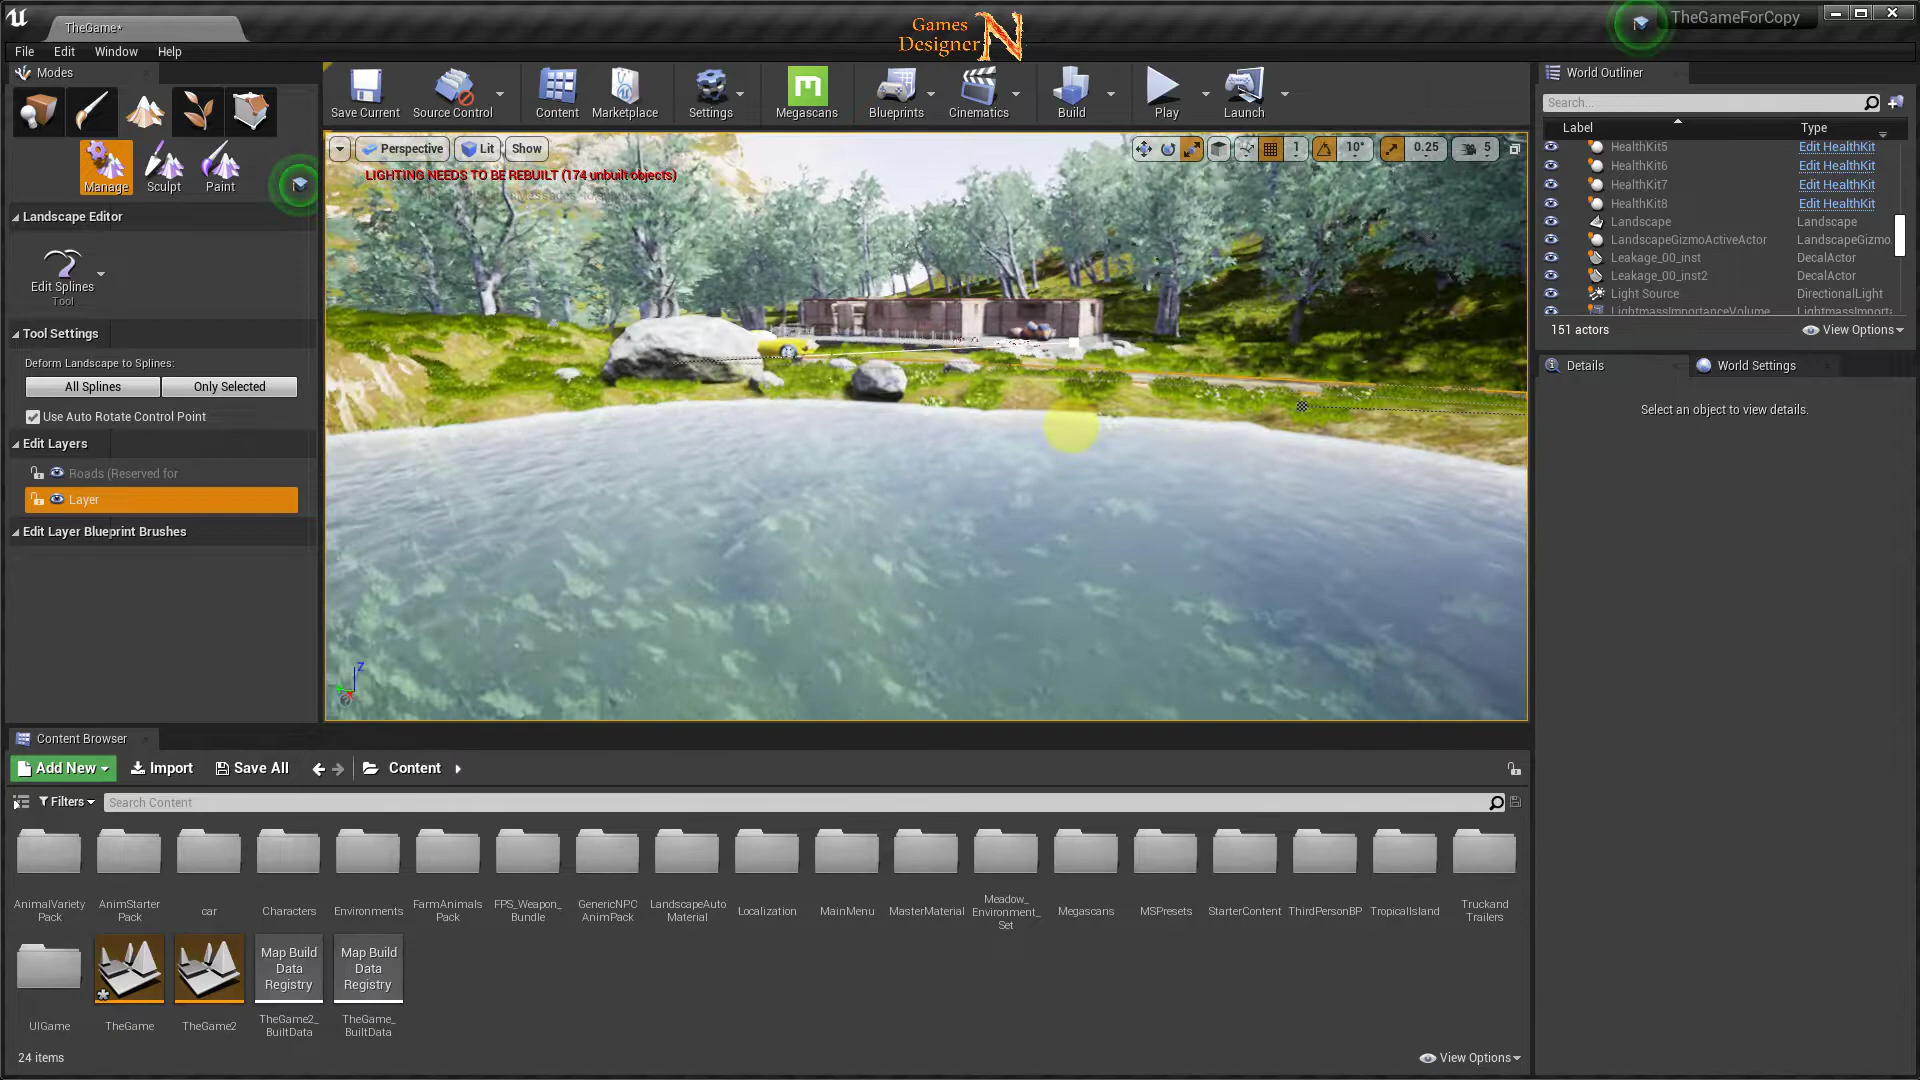 TheGame*
Games
Designer N
TheGameForCopy
File Edit Window Help
Modes
Save Current
Source Control
Content
Marketplace
Settings
Megascans
Blueprints
Cinematics
Build
Play
Launch
World Outliner
Search...
Label Type
HealthKit5 Edit HealthKit
HealthKit6 Edit HealthKit
HealthKit7 Edit HealthKit
HealthKit8 Edit HealthKit
Landscape Landscape
LandscapeGizmoActiveActor LandscapeGizmo
Leakage_00_inst DecalActor
Leakage_00_inst2 DecalActor
Light Source DirectionalLight
LightmassImportanceVolume LightmassImporta
151 actors
View Options
Details
World Settings
Select an object to view details.
Manage Sculpt Paint
Landscape Editor
Edit Splines
Tool
Tool Settings
Deform Landscape to Splines:
All Splines Only Selected
Use Auto Rotate Control Point
Edit Layers
Roads (Reserved for
Layer
Edit Layer Blueprint Brushes
Perspective Lit Show
1 10° 0.25 5
LIGHTING NEEDS TO BE REBUILT (174 unbuilt objects)
Z
Content Browser
Add New Import Save All Content
Filters Search Content
AnimalVariety
Pack
AnimStarter
Pack
car
Characters
Environments
FarmAnimals
Pack
FPS_Weapon_
Bundle
GenericNPC
AnimPack
LandscapeAuto
Material
Localization
MainMenu
MasterMaterial
Meadow_
Environment_
Set
Megascans
MSPresets
StarterContent
ThirdPersonBP
TropicalIsland
Truckand
Trailers
UIGame
TheGame
TheGame2
Map Build
Data
Registry
TheGame2_
BuiltData
Map Build
Data
Registry
TheGame_
BuiltData
24 items
View Options